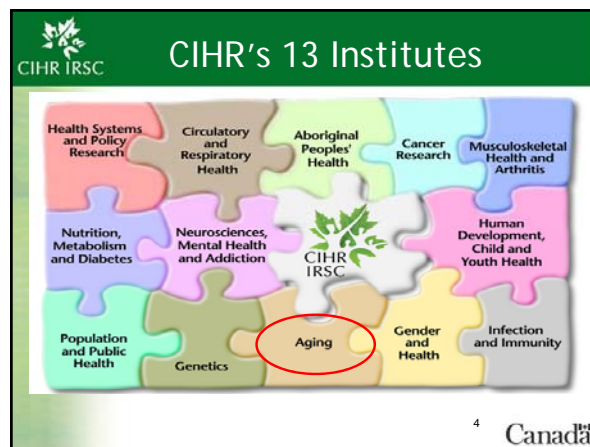 CIHR IRSC
CIHR's 13 Institutes
Health Systems
and Policy
Research
Circulatory
and
Respiratory
Health
Aboriginal
Peoples'
Health
Cancer
Research
Musculoskeletal
Health and
Arthritis
Nutrition,
Metabolism
and Diabetes
Neurosciences,
Mental Health
and Addiction
CIHR
IRSC
Human
Development,
Child and
Youth Health
Population
and Public
Health
Genetics
Aging
Gender
and
Health
Infection
and Immunity
4
Canada